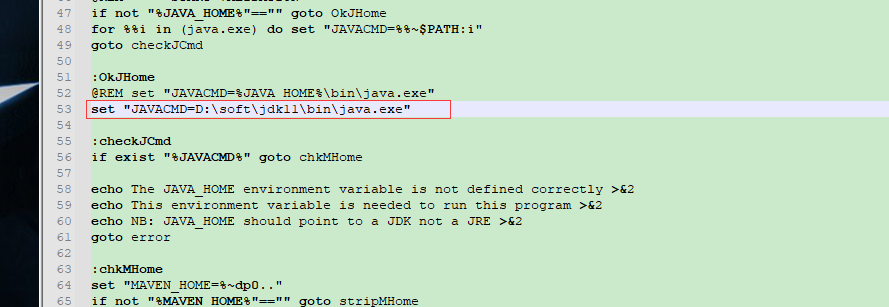 47 if not "%JAVA_HOME%"=="" goto OkJHome
48 for %%i in (java.exe) do set "JAVACMD=%%~$PATH:i"
49 goto checkJCmd
50
51 :OkJHome
52 @REM set "JAVACMD=%JAVA_HOME%\bin\java.exe"
53 set "JAVACMD=D:\soft\jdk11\bin\java.exe"
54
55 :checkJCmd
56 if exist "%JAVACMD%" goto chkMHome
57
58 echo The JAVA_HOME environment variable is not defined correctly >&2
59 echo This environment variable is needed to run this program >&2
60 echo NB: JAVA_HOME should point to a JDK not a JRE >&2
61 goto error
62
63 :chkMHome
64 set "MAVEN_HOME=%~dp0.."
65 if not "%MAVEN_HOME%"=="" goto stripMHome